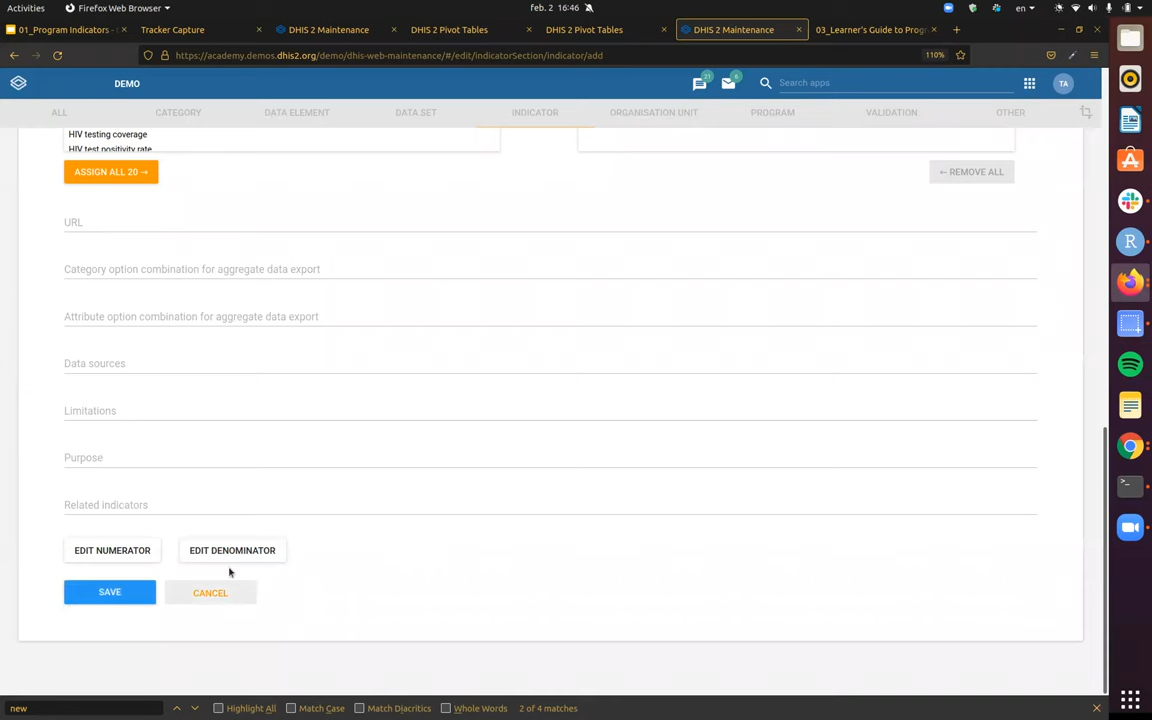 Activities Firefox Web Browser feb. 2 16:46 en
01_Program Indicators - Tracker Capture DHIS 2 Maintenance DHIS 2 Pivot Tables DHIS 2 Pivot Tables DHIS 2 Maintenance 03_Learner's Guide to Prog
https://academy.demos.dhis2.org/demo/dhis-web-maintenance/#/edit/indicatorSection/indicator/add 110%
DEMO 21 6 Search apps TA
ALL CATEGORY DATA ELEMENT DATA SET INDICATOR ORGANISATION UNIT PROGRAM VALIDATION OTHER
HIV testing coverage
HIV test positivity rate
ASSIGN ALL 20 → ← REMOVE ALL
URL
Category option combination for aggregate data export
Attribute option combination for aggregate data export
Data sources
Limitations
Purpose
Related indicators
EDIT NUMERATOR EDIT DENOMINATOR
SAVE CANCEL
new Highlight All Match Case Match Diacritics Whole Words 2 of 4 matches